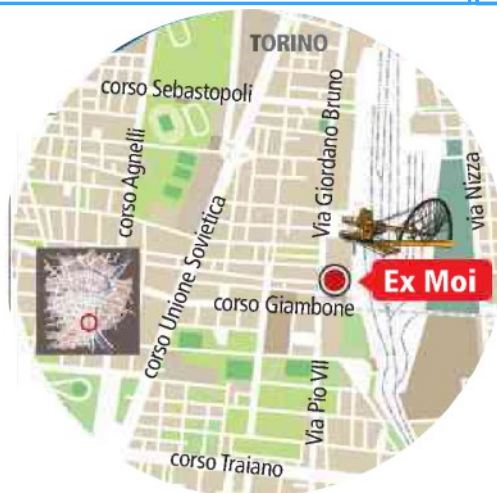 TORINO
corso Sebastopoli
corso Agnelli
Via Giordano Bruno
via Nizza
corso Unione Sovietica
Ex Moi
corso Giambone
Via Pio VII
corso Traiano